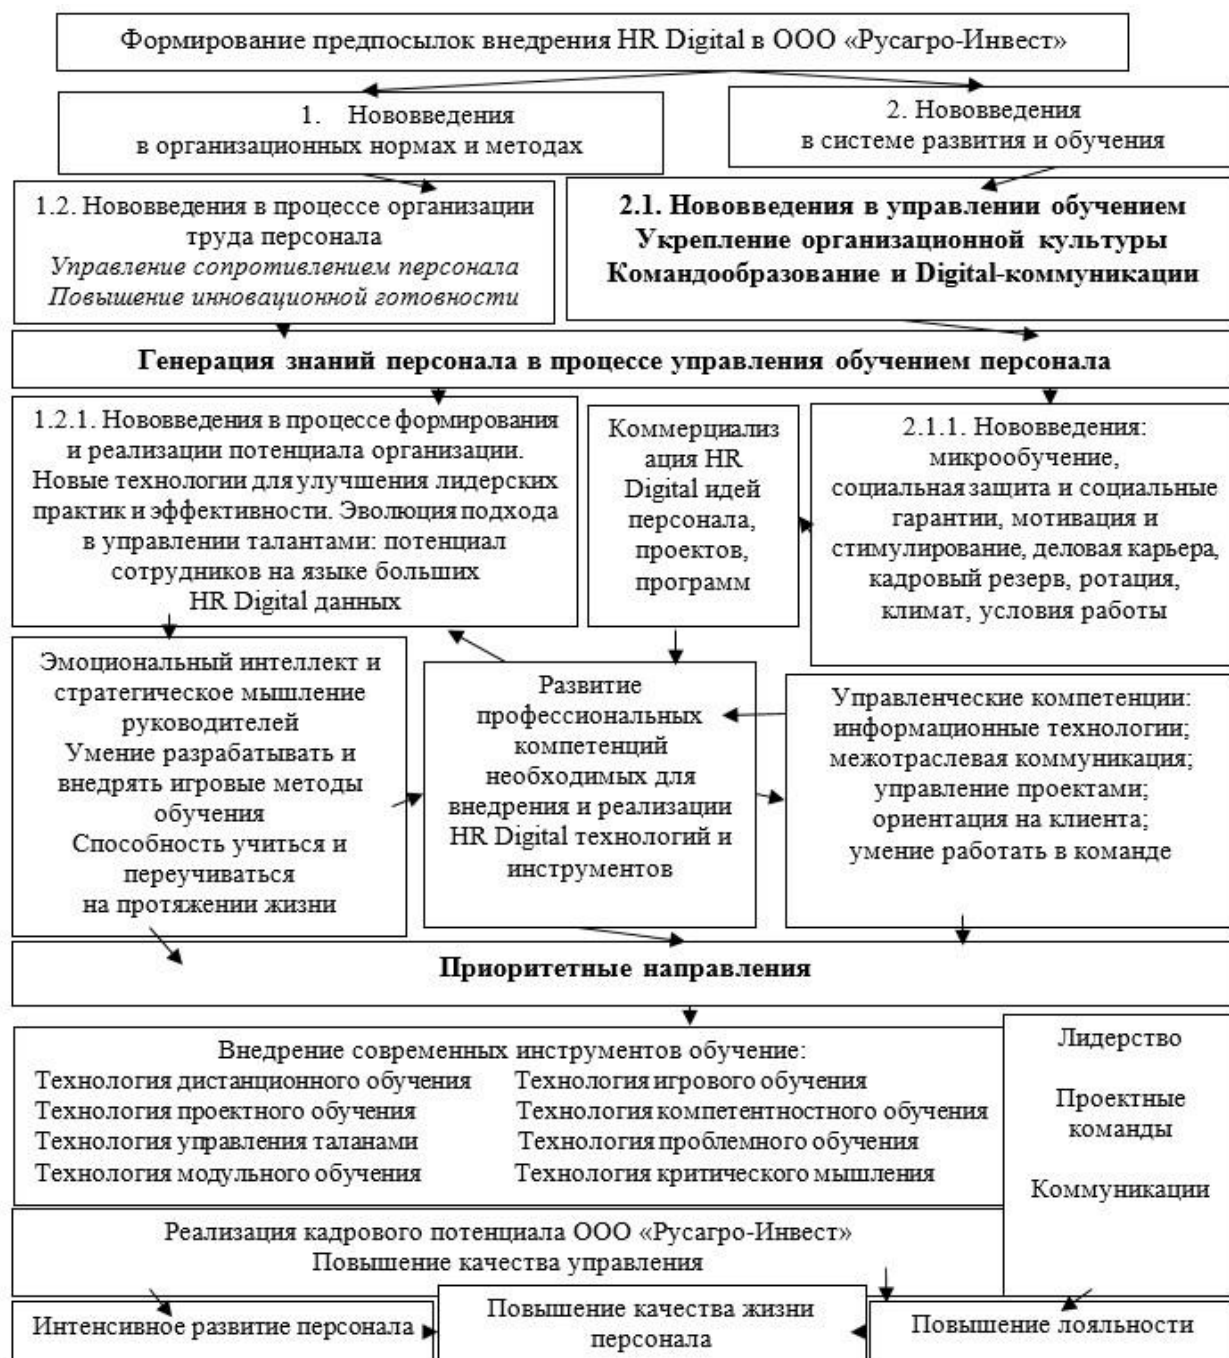 Формирование предпосылок внедрения HR Digital в ООО «Русагро-Инвест»
1. Нововведения
в организационных нормах и методах
2. Нововведения
в системе развития и обучения
1.2. Нововведения в процессе организации
труда персонала
Управление сопротивлением персонала
Повышение инновационной готовности
2.1. Нововведения в управлении обучением
Укрепление организационной культуры
Командообразование и Digital-коммуникации
Генерация знаний персонала в процессе управления обучением персонала
1.2.1. Нововведения в процессе формирования
и реализации потенциала организации.
Новые технологии для улучшения лидерских
практик и эффективности. Эволюция подхода
в управлении талантами: потенциал
сотрудников на языке больших
HR Digital данных
Коммерциализ
ация HR
Digital идей
персонала,
проектов,
программ
2.1.1. Нововведения:
микрообучение,
социальная защита и социальные
гарантии, мотивация и
стимулирование, деловая карьера,
кадровый резерв, ротация,
климат, условия работы
Эмоциональный интеллект и
стратегическое мышление
руководителей
Умение разрабатывать и
внедрять игровые методы
обучения
Способность учиться и
переучиваться
на протяжении жизни
Развитие
профессиональных
компетенций
необходимых для
внедрения и реализации
HR Digital технологий и
инструментов
Управленческие компетенции:
информационные технологии;
межотраслевая коммуникация;
управление проектами;
ориентация на клиента;
умение работать в команде
Приоритетные направления
Внедрение современных инструментов обучение:
Технология дистанционного обучения Технология игрового обучения
Технология проектного обучения Технология компетентностного обучения
Технология управления таланами Технология проблемного обучения
Технология модульного обучения Технология критического мышления
Лидерство
Проектные
команды
Коммуникации
Реализация кадрового потенциала ООО «Русагро-Инвест»
Повышение качества управления
Интенсивное развитие персонала
Повышение качества жизни
персонала
Повышение лояльности